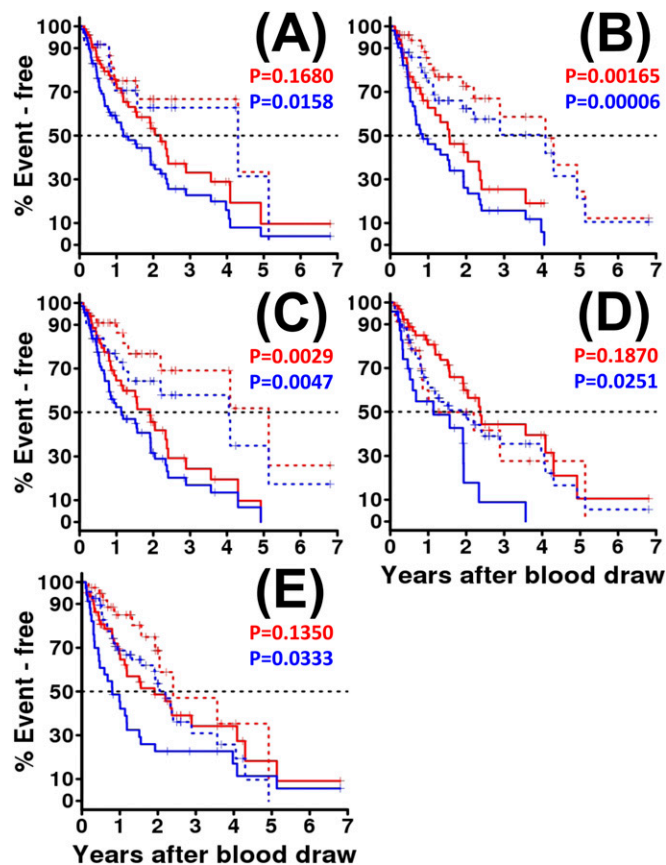 (A)
P=0.1680
P=0.0158
% Event - free
100
90
70
50
30
10
0
0 1 2 3 4 5 6 7
(B)
P=0.00165
P=0.00006
100
90
70
50
30
10
0
0 1 2 3 4 5 6 7
(C)
P=0.0029
P=0.0047
% Event - free
100
90
70
50
30
10
0
0 1 2 3 4 5 6 7
(D)
P=0.1870
P=0.0251
100
90
70
50
30
10
0
0 1 2 3 4 5 6 7
Years after blood draw
(E)
P=0.1350
P=0.0333
% Event - free
100
90
70
50
30
10
0
0 1 2 3 4 5 6 7
Years after blood draw